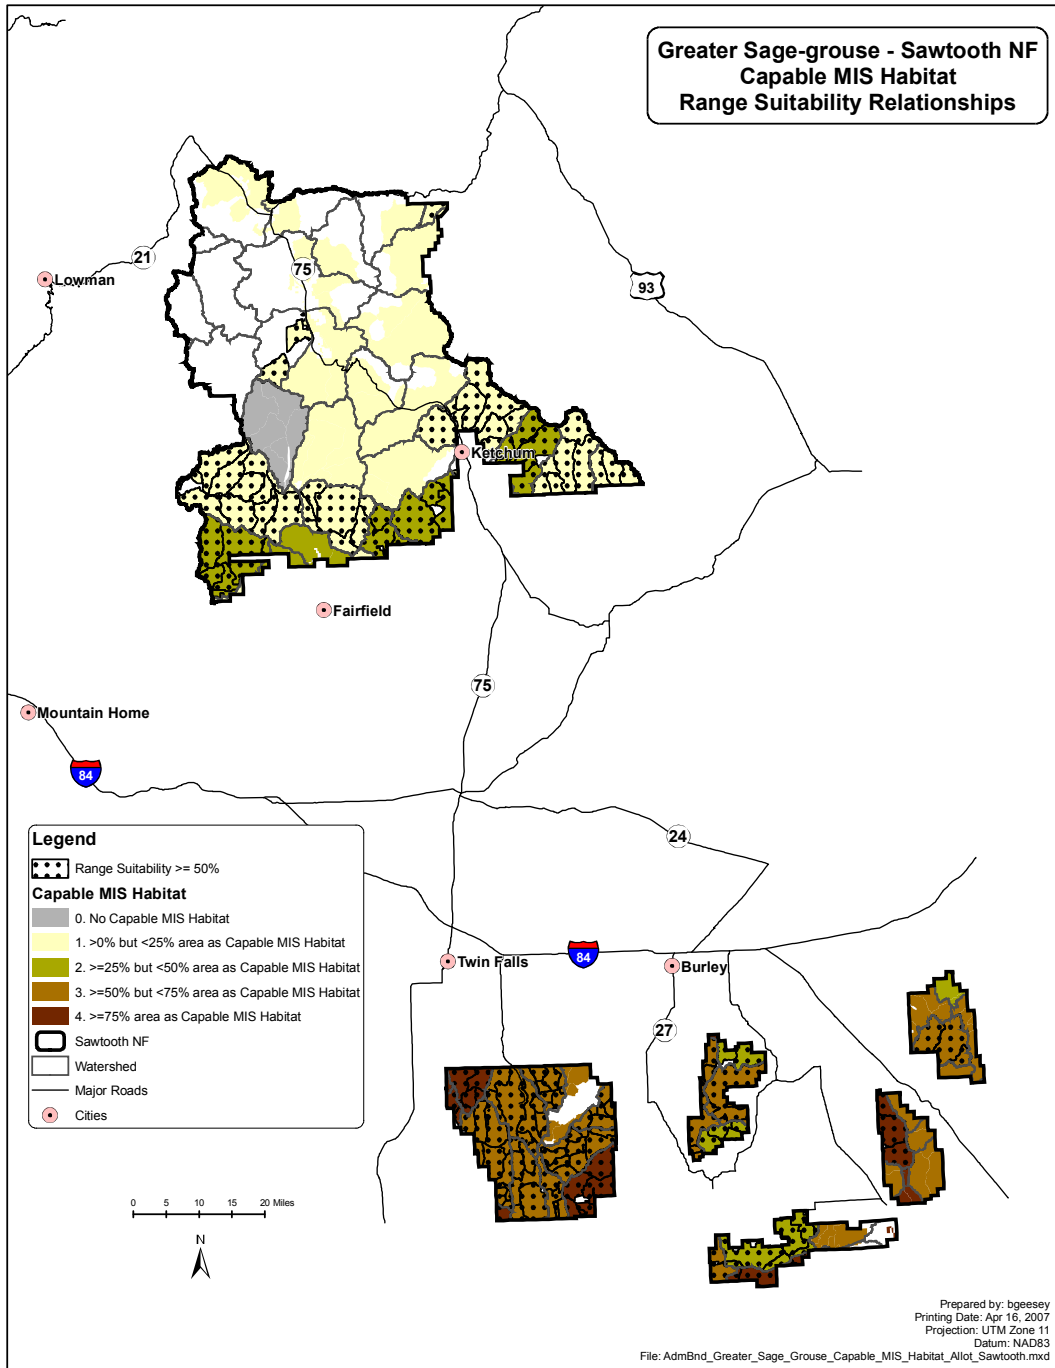 Greater Sage-grouse - Sawtooth NF
Capable MIS Habitat
Range Suitability Relationships
21
Lowman
75
93
Ketchum
Fairfield
75
Mountain Home
84
24
Legend
Range Suitability >= 50%
Capable MIS Habitat
0. No Capable MIS Habitat
1. >0% but <25% area as Capable MIS Habitat
2. >=25% but <50% area as Capable MIS Habitat
3. >=50% but <75% area as Capable MIS Habitat
4. >=75% area as Capable MIS Habitat
Sawtooth NF
Watershed
Major Roads
Cities
Twin Falls
84
Burley
27
0 5 10 15 20 Miles
N
Prepared by: bgeesey
Printing Date: Apr 16, 2007
Projection: UTM Zone 11
Datum: NAD83
File: AdmBnd_Greater_Sage_Grouse_Capable_MIS_Habitat_Allot_Sawtooth.mxd